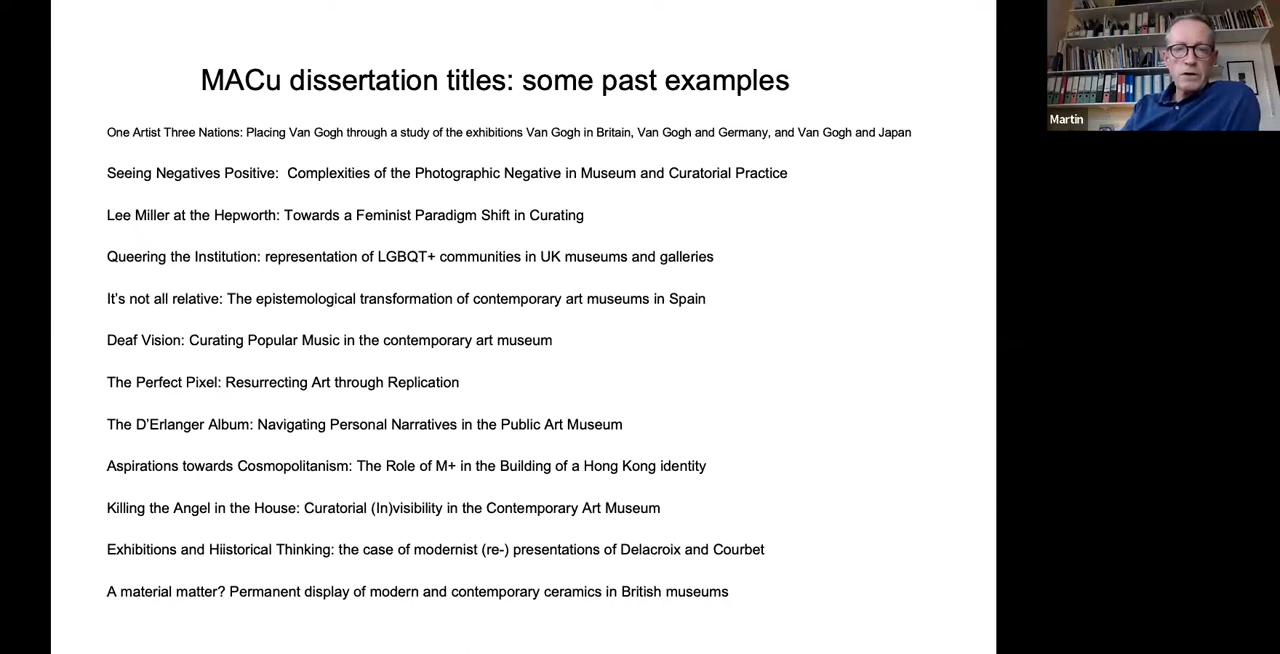 MACu dissertation titles: some past examples
One Artist Three Nations: Placing Van Gogh through a study of the exhibitions Van Gogh in Britain, Van Gogh and Germany, and Van Gogh and Japan
Seeing Negatives Positive:  Complexities of the Photographic Negative in Museum and Curatorial Practice
Lee Miller at the Hepworth: Towards a Feminist Paradigm Shift in Curating
Queering the Institution: representation of LGBQT+ communities in UK museums and galleries
It's not all relative: The epistemological transformation of contemporary art museums in Spain
Deaf Vision: Curating Popular Music in the contemporary art museum
The Perfect Pixel: Resurrecting Art through Replication
The D'Erlanger Album: Navigating Personal Narratives in the Public Art Museum
Aspirations towards Cosmopolitanism: The Role of M+ in the Building of a Hong Kong identity
Killing the Angel in the House: Curatorial (In)visibility in the Contemporary Art Museum
Exhibitions and Hiistorical Thinking: the case of modernist (re-) presentations of Delacroix and Courbet
A material matter? Permanent display of modern and contemporary ceramics in British museums
Martin